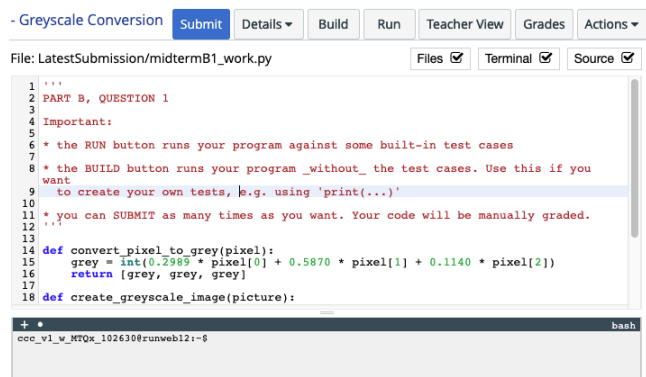 - Greyscale Conversion Submit Details Build Run Teacher View Grades Actions
File: LatestSubmission/midtermB1_work.py Files Terminal Source
1 '''
2 PART B, QUESTION 1
3
4 Important:
5
6 * the RUN button runs your program against some built-in test cases
7
8 * the BUILD button runs your program _without_ the test cases. Use this if you
want
9 to create your own tests, e.g. using 'print(...)'
10
11 * you can SUBMIT as many times as you want. Your code will be manually graded.
12 '''
13
14 def convert_pixel_to_grey(pixel):
15 grey = int(0.2989 * pixel[0] + 0.5870 * pixel[1] + 0.1140 * pixel[2])
16 return [grey, grey, grey]
17
18 def create_greyscale_image(picture):
+ bash
ccc_v1_w_MTQx_102630@runweb12:~$